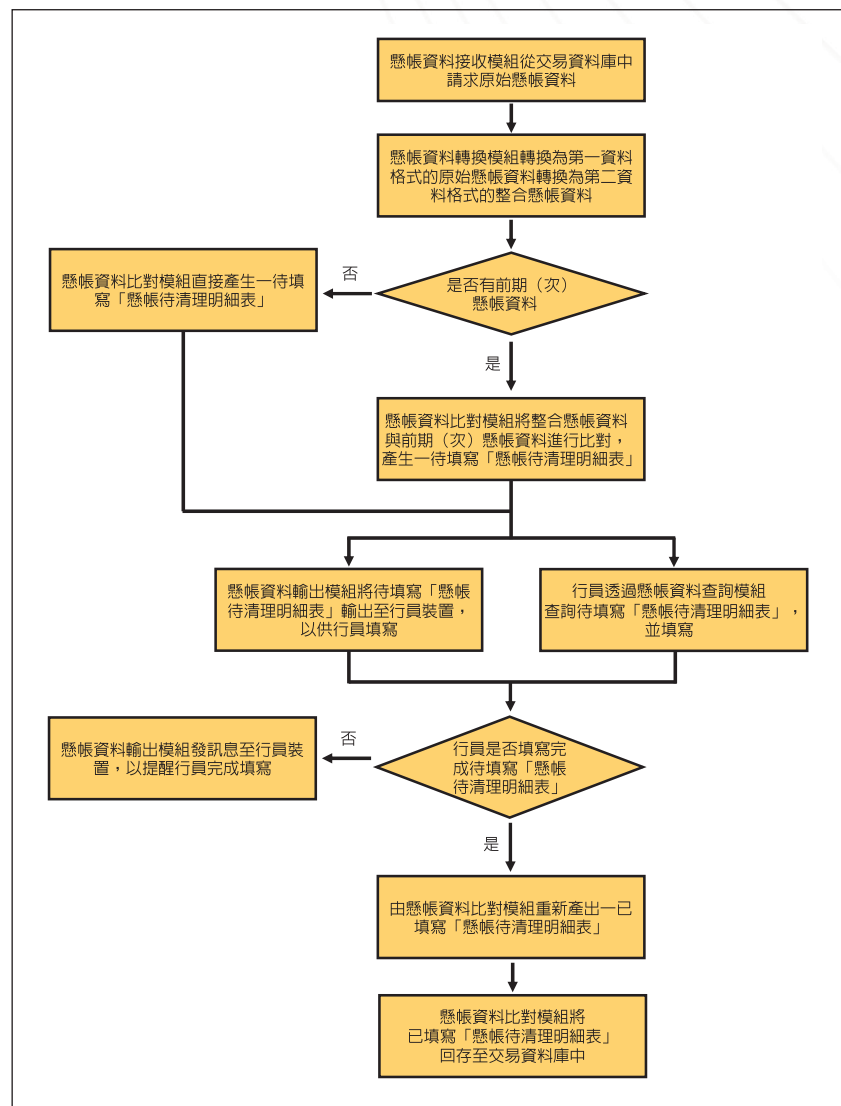 懸帳資料接收模組從交易資料庫中
請求原始懸帳資料
懸帳資料轉換模組轉換為第一資料
格式的原始懸帳資料轉換為第二資
料格式的整合懸帳資料
是否有前期（次）
懸帳資料
否
懸帳資料比對模組直接產生一待填
寫「懸帳待清理明細表」
是
懸帳資料比對模組將整合懸帳資料
與前期（次）懸帳資料進行比對，
產生一待填寫「懸帳待清理明細表」
懸帳資料輸出模組將待填寫「懸帳
待清理明細表」輸出至行員裝置，
以供行員填寫
行員透過懸帳資料查詢模組
查詢待填寫「懸帳待清理明細表」，
並填寫
行員是否填寫完
成待填寫「懸帳
待清理明細表」
否
懸帳資料輸出模組發訊息至行員裝
置，以提醒行員完成填寫
是
由懸帳資料比對模組重新產出一已
填寫「懸帳待清理明細表」
懸帳資料比對模組將
已填寫「懸帳待清理明細表」
回存至交易資料庫中